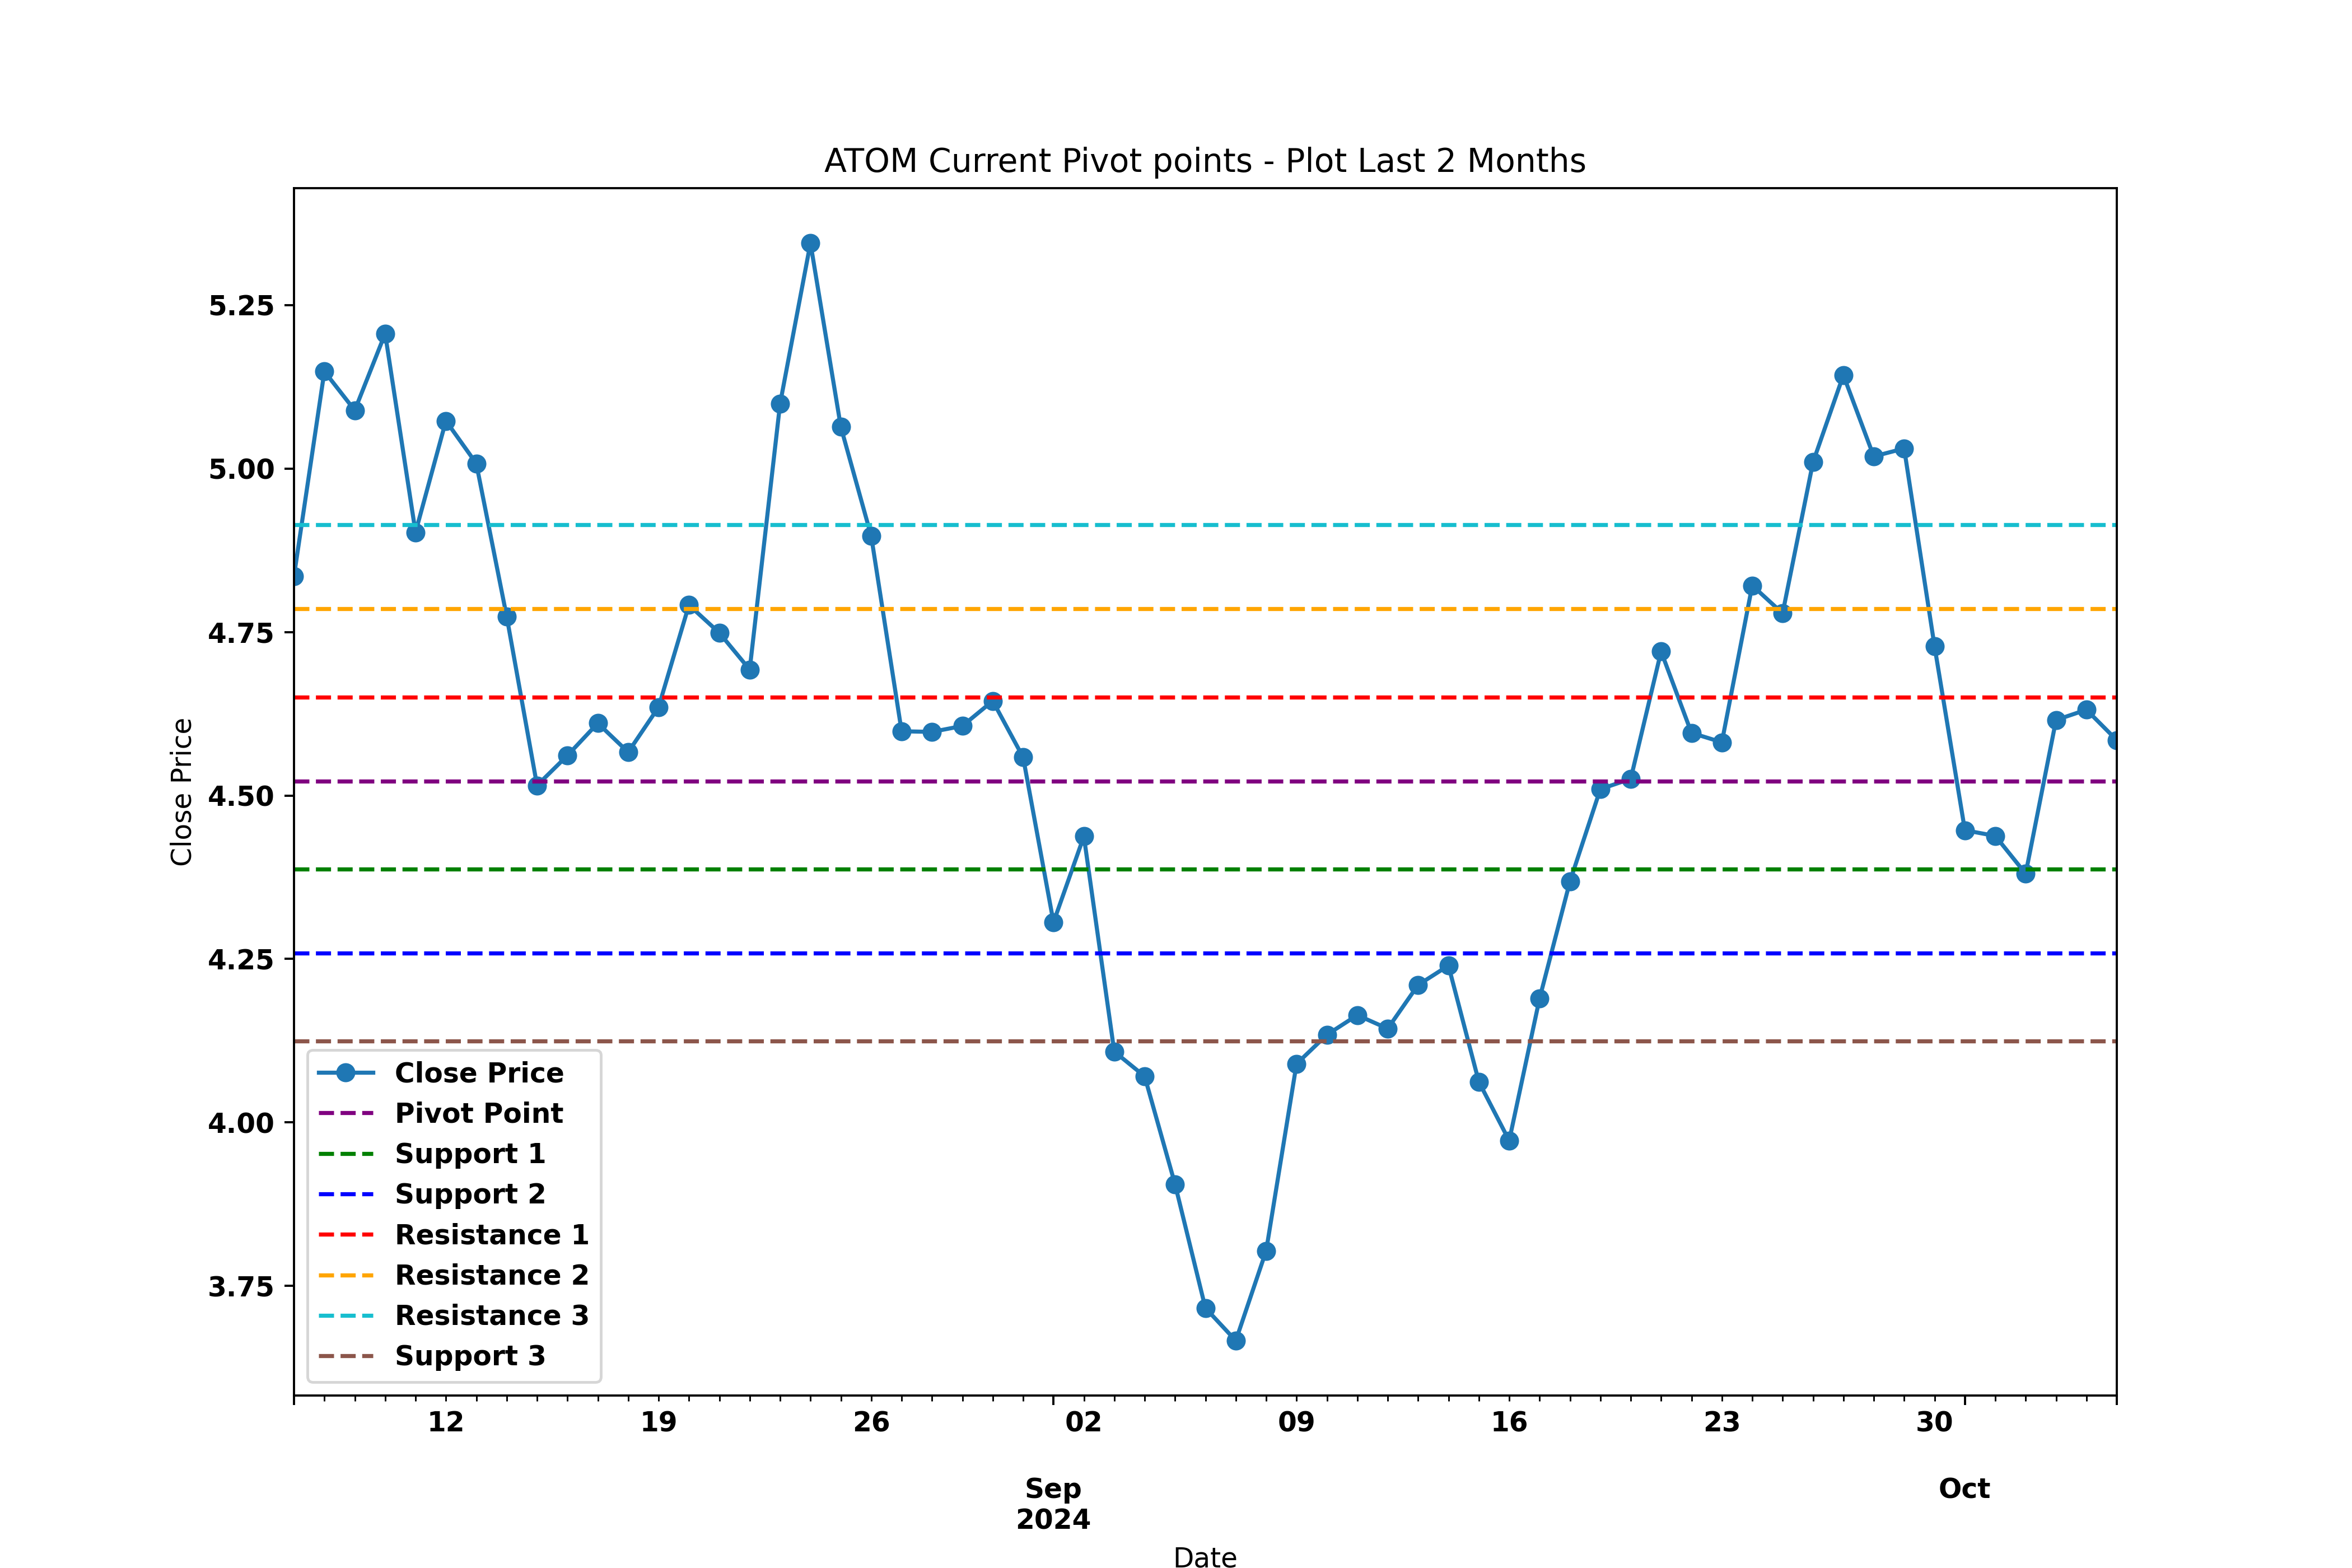 ATOM Current Pivot points - Plot Last 2 Months
Close Price
5.25
5.00
4.75
4.50
4.25
4.00
3.75
Close Price
Pivot Point
Support 1
Support 2
Resistance 1
Resistance 2
Resistance 3
Support 3
12 19 26 02 09 16 23 30
Sep Oct
2024
Date